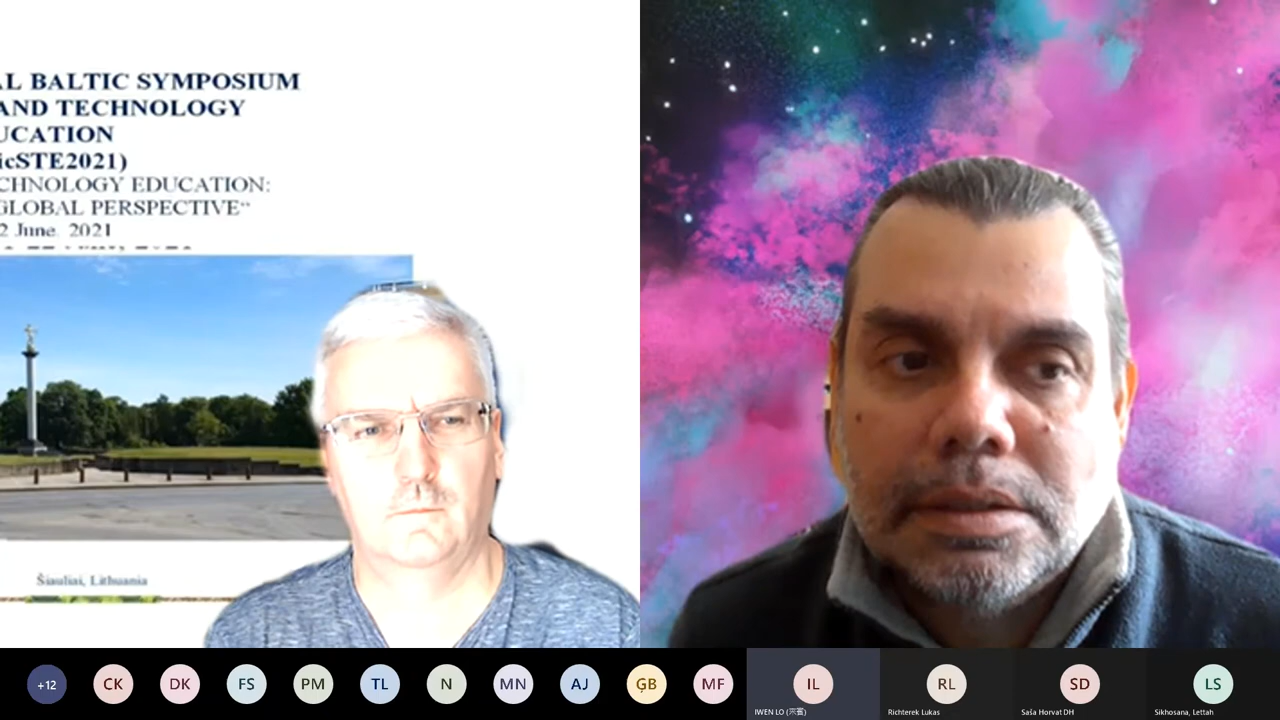 AL BALTIC SYMPOSIUM
AND TECHNOLOGY
UCATION
icSTE2021)
CHNOLOGY EDUCATION:
GLOBAL PERSPECTIVE“
2 June, 2021
Šiauliai, Lithuania
+12
CK
DK
FS
PM
TL
N
MN
AJ
ĢB
MF
IL
RL
SD
LS
IWEN LO
Richterek Lukas
Saša Horvat DH
Sikhosana, Lettah